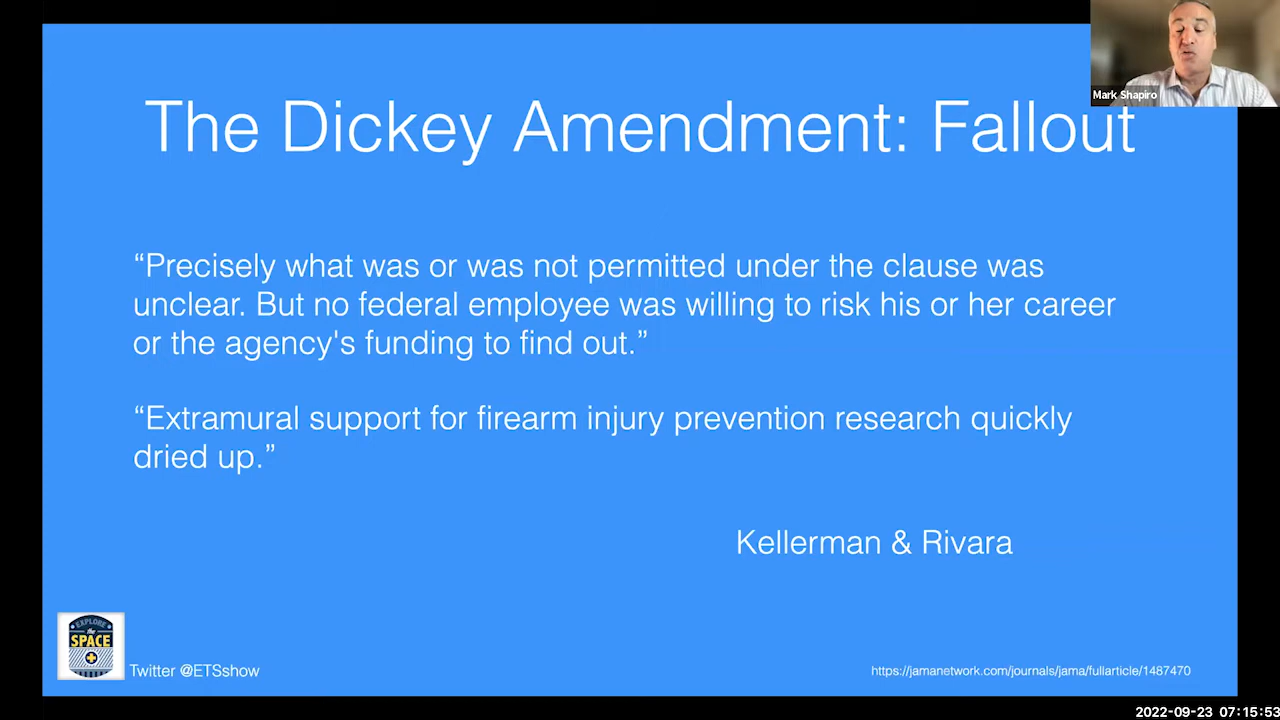 Mark Shapiro
The Dickey Amendment: Fallout
“Precisely what was or was not permitted under the clause was
unclear. But no federal employee was willing to risk his or her career
or the agency's funding to find out.”
“Extramural support for firearm injury prevention research quickly
dried up.”
Kellerman & Rivara
EXPLORE
the
SPACE
Twitter @ETSshow
https://jamanetwork.com/journals/jama/fullarticle/1487470
2022-09-23 07:15:53